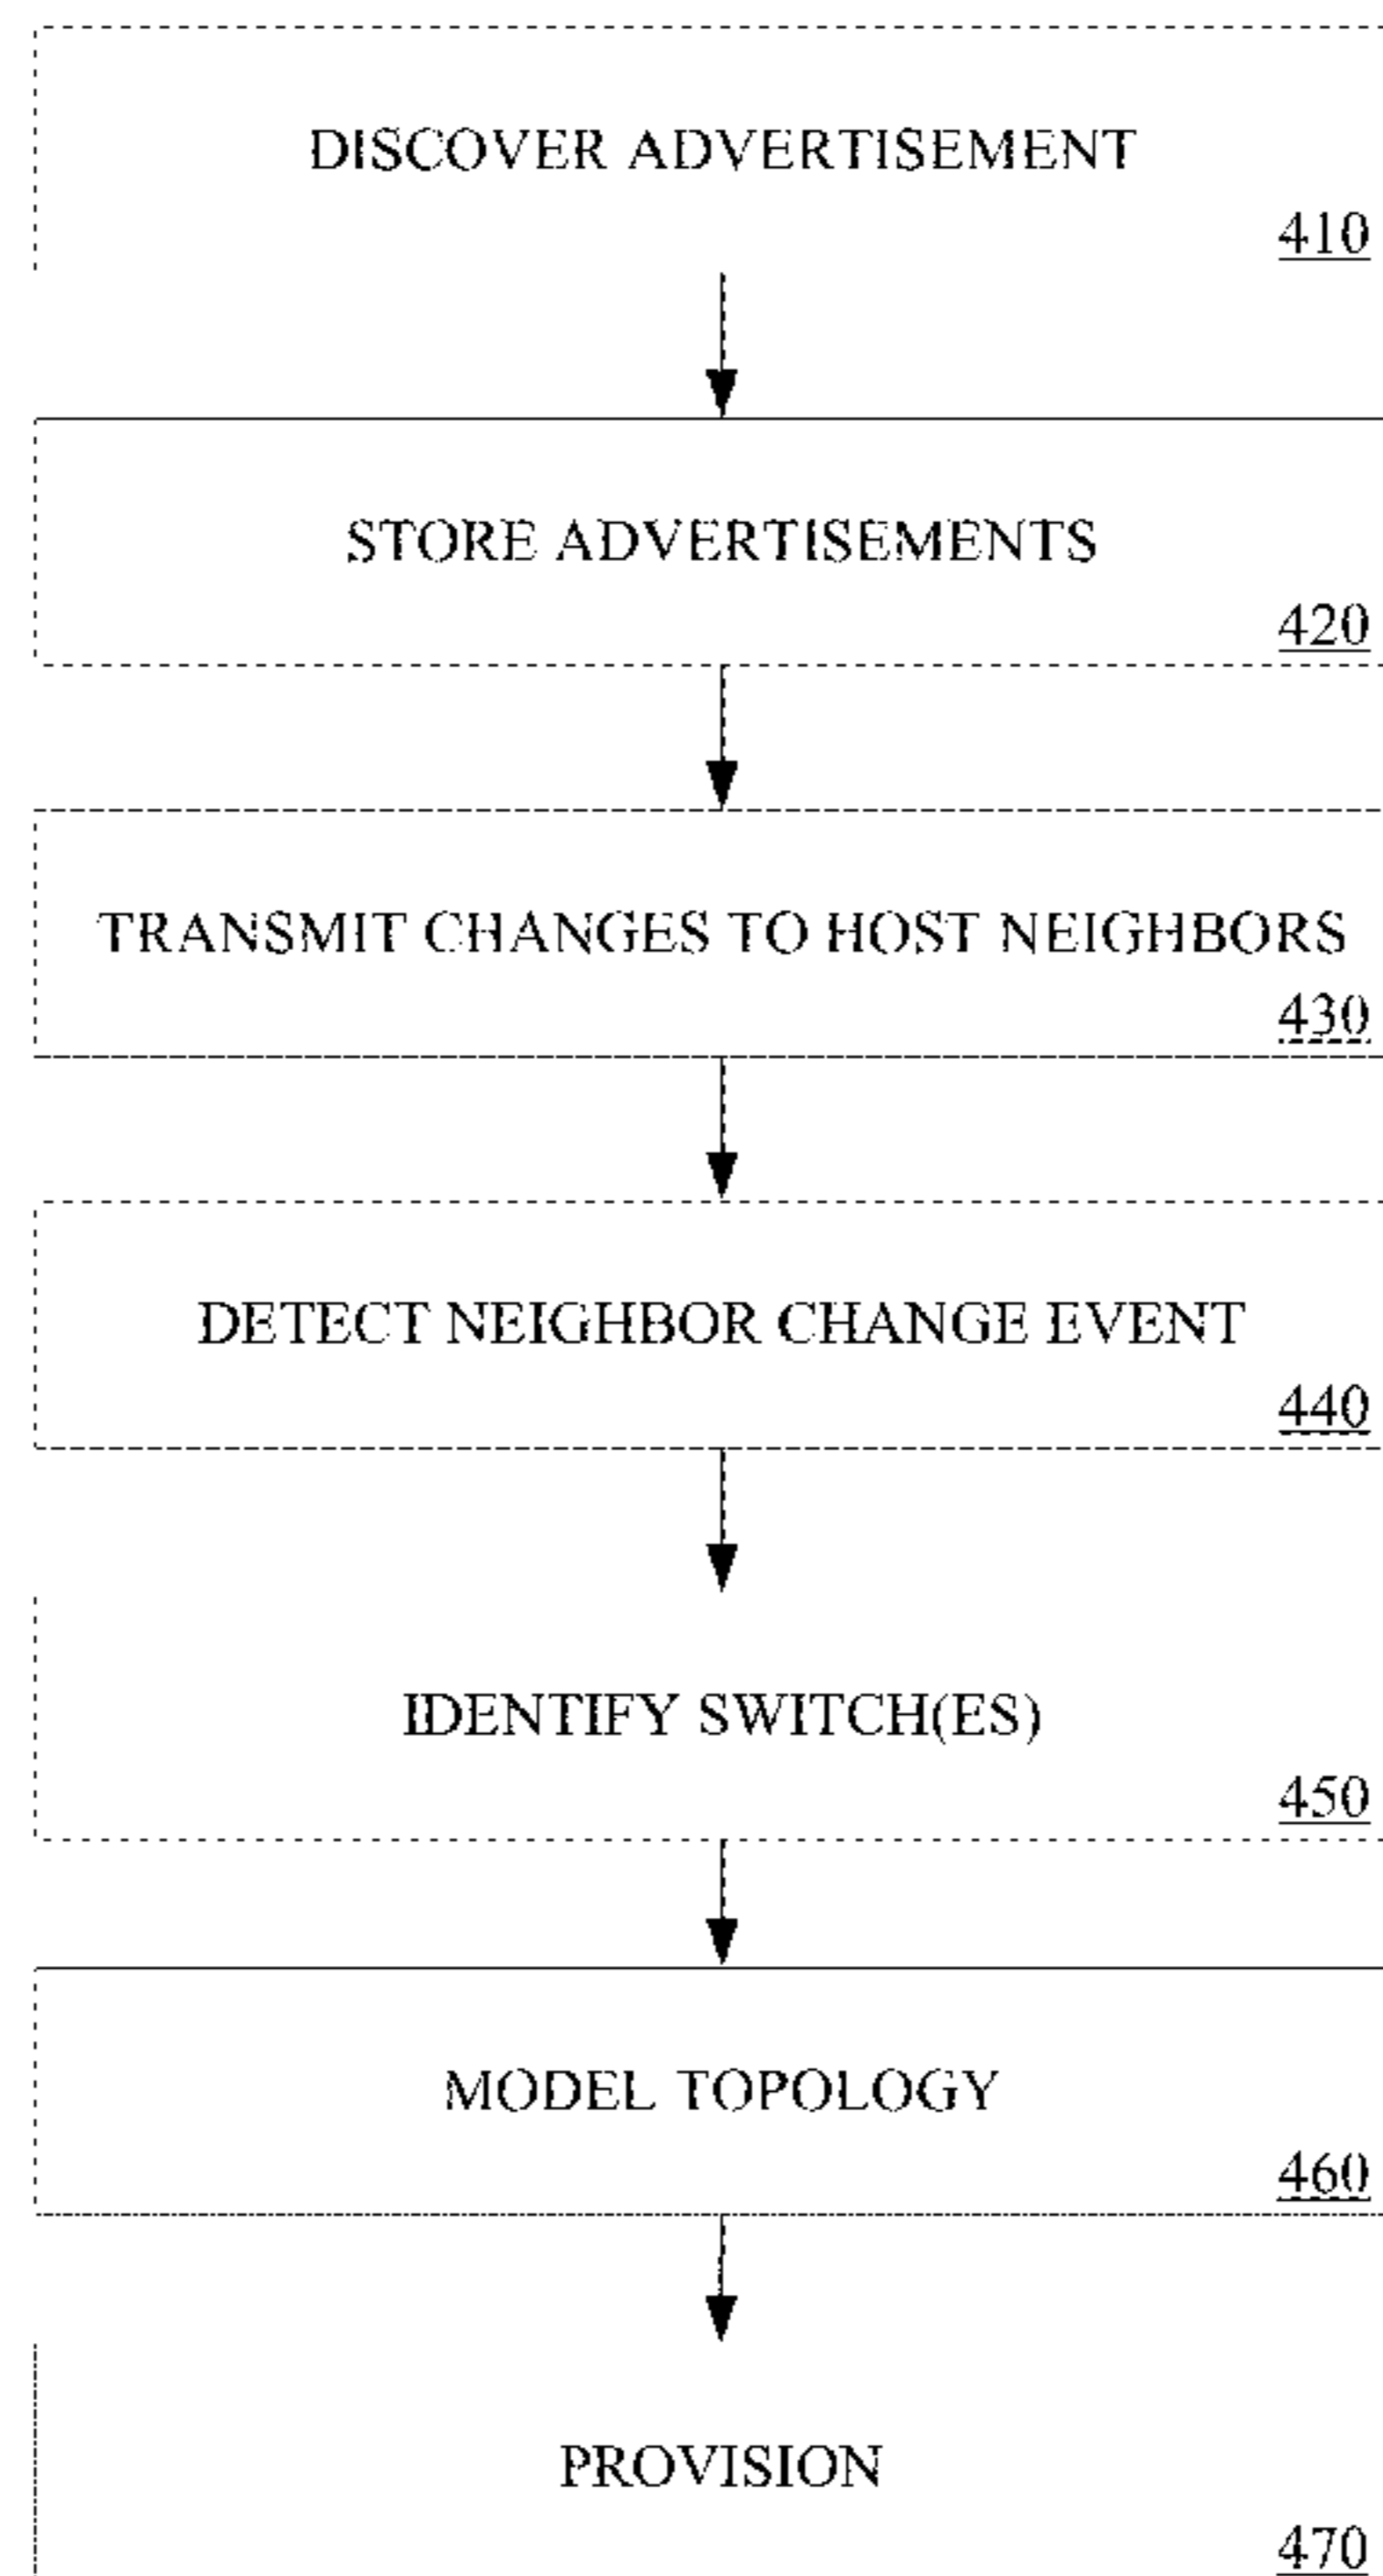 DISCOVER ADVERTISEMENT
410
STORE ADVERTISEMENTS
420
TRANSMIT CHANGES TO HOST NEIGHBORS
430
DETECT NEIGHBOR CHANGE EVENT
440
IDENTIFY SWITCH(ES)
450
MODEL TOPOLOGY
460
PROVISION
470